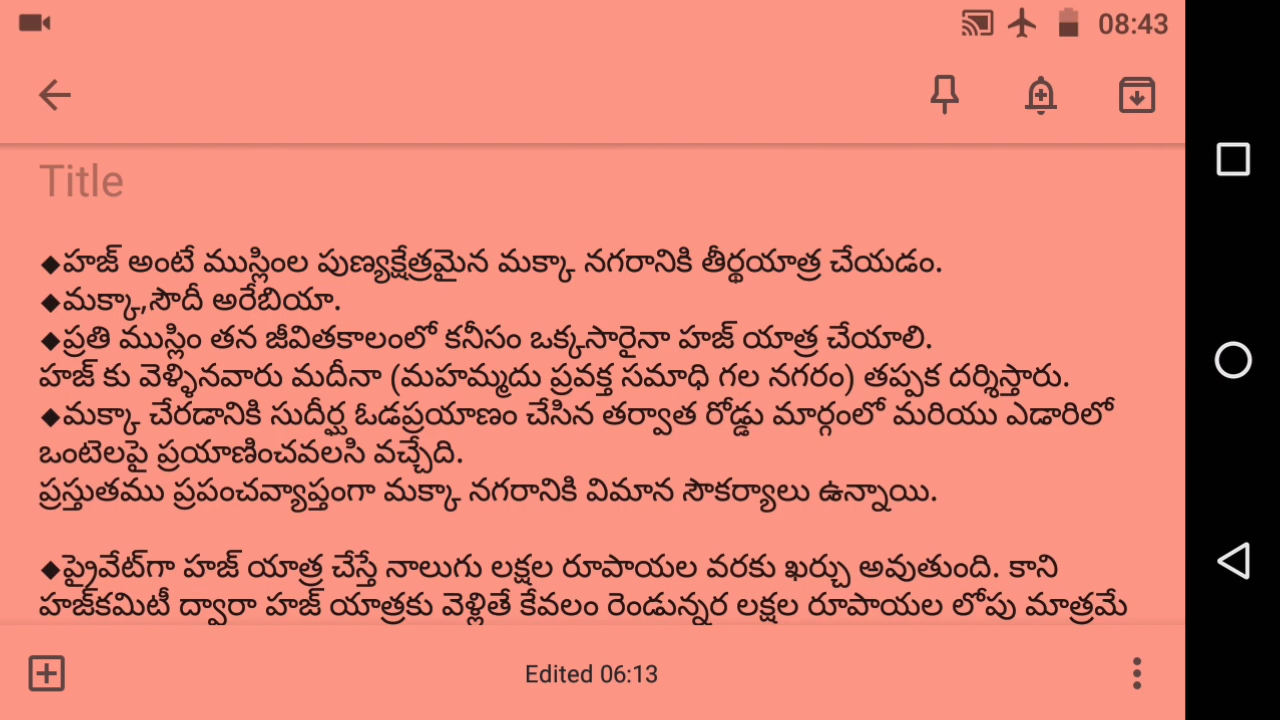 08:43
Title
◆హజ్ అంటే ముస్లింల పుణ్యక్షేత్రమైన మక్కా నగరానికి తీర్థయాత్ర చేయడం.
◆మక్కా,సౌదీ అరేబియా.
◆ప్రతి ముస్లిం తన జీవితకాలంలో కనీసం ఒక్కసారైనా హజ్ యాత్ర చేయాలి.
హజ్ కు వెళ్ళినవారు మదీనా (మహమ్మదు ప్రవక్త సమాధి గల నగరం) తప్పక దర్శిస్తారు.
◆మక్కా చేరడానికి సుదీర్ఘ ఓడప్రయాణం చేసిన తర్వాత రోడ్డు మార్గంలో మరియు ఎడారిలో
ఒంటెలపై ప్రయాణించవలసి వచ్చేది.
ప్రస్తుతము ప్రపంచవ్యాప్తంగా మక్కా నగరానికి విమాన సౌకర్యాలు ఉన్నాయి.
◆ప్రైవేట్‌గా హజ్ యాత్ర చేస్తే నాలుగు లక్షల రూపాయల వరకు ఖర్చు అవుతుంది. కాని
హజ్‌కమిటీ ద్వారా హజ్ యాత్రకు వెళ్లితే కేవలం రెండున్నర లక్షల రూపాయల లోపు మాత్రమే
Edited 06:13